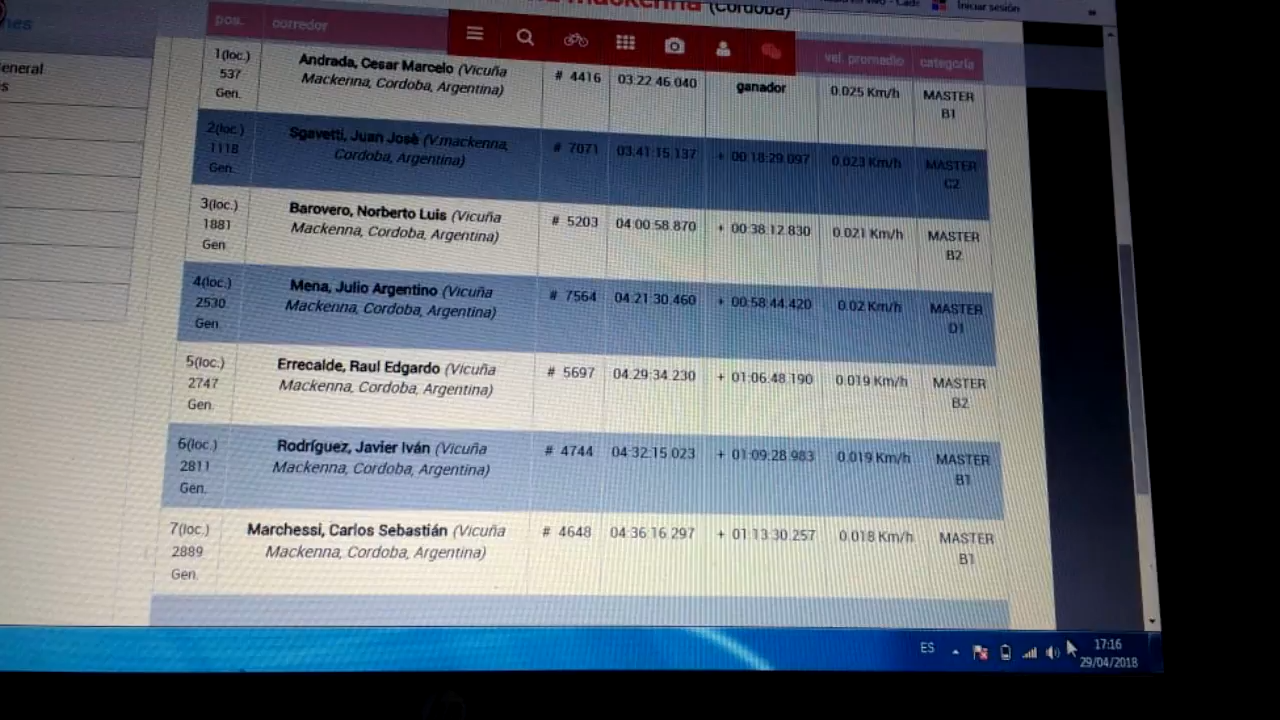 Mackenna (Cordoba)
Iniciar sesión
nes
eneral
s
pos. corredor vel. promedio categoría
1(loc.)
537
Gen.
Andrada, Cesar Marcelo (Vicuña
Mackenna, Cordoba, Argentina)
# 4416 03:22:46.040 ganador 0.025 Km/h MASTER
B1
2(loc.)
1118
Gen.
Sgavetti, Juan Josè (V.mackenna,
Cordoba, Argentina)
# 7071 03:41:15.137 + 00:18:29.097 0.023 Km/h MASTER
C2
3(loc.)
1881
Gen.
Barovero, Norberto Luis (Vicuña
Mackenna, Cordoba, Argentina)
# 5203 04:00:58.870 + 00:38:12.830 0.021 Km/h MASTER
B2
4(loc.)
2530
Gen.
Mena, Julio Argentino (Vicuña
Mackenna, Cordoba, Argentina)
# 7564 04:21:30.460 + 00:58:44.420 0.02 Km/h MASTER
D1
5(loc.)
2747
Gen.
Errecalde, Raul Edgardo (Vicuña
Mackenna, Cordoba, Argentina)
# 5697 04:29:34.230 + 01:06:48.190 0.019 Km/h MASTER
B2
6(loc.)
2811
Gen.
Rodríguez, Javier Iván (Vicuña
Mackenna, Cordoba, Argentina)
# 4744 04:32:15.023 + 01:09:28.983 0.019 Km/h MASTER
B1
7(loc.)
2889
Gen.
Marchessi, Carlos Sebastián (Vicuña
Mackenna, Cordoba, Argentina)
# 4648 04:36:16.297 + 01:13:30.257 0.018 Km/h MASTER
B1
ES 17:16
29/04/2018